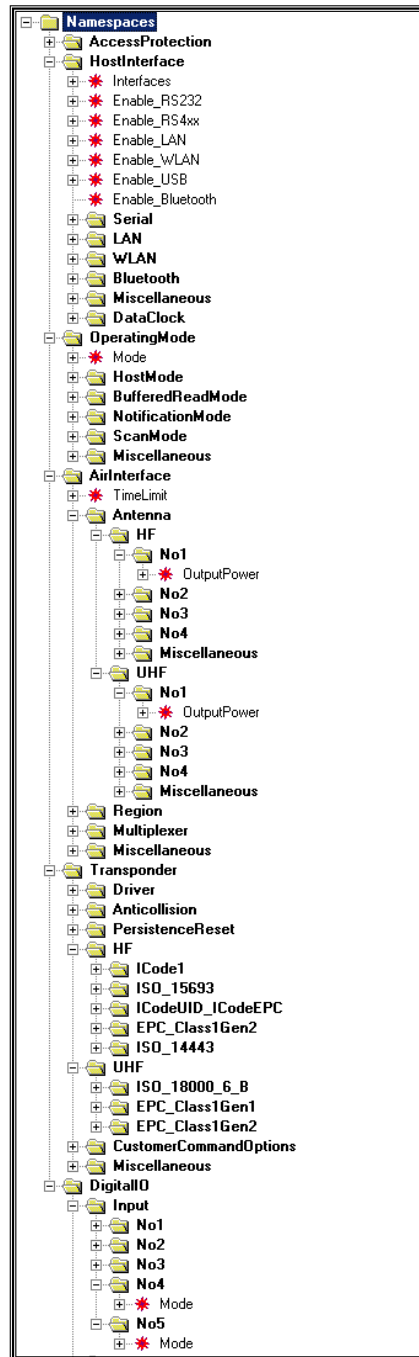 Namespaces
AccessProtection
HostInterface
Interfaces
Enable_RS232
Enable_RS4xx
Enable_LAN
Enable_WLAN
Enable_USB
Enable_Bluetooth
Serial
LAN
WLAN
Bluetooth
Miscellaneous
DataClock
OperatingMode
Mode
HostMode
BufferedReadMode
NotificationMode
ScanMode
Miscellaneous
AirInterface
TimeLimit
Antenna
HF
No1
OutputPower
No2
No3
No4
Miscellaneous
UHF
No1
OutputPower
No2
No3
No4
Miscellaneous
Region
Multiplexer
Miscellaneous
Transponder
Driver
Anticollision
PersistenceReset
HF
ICode1
ISO_15693
ICodeUID_ICodeEPC
EPC_Class1Gen2
ISO_14443
UHF
ISO_18000_6_B
EPC_Class1Gen1
EPC_Class1Gen2
CustomerCommandOptions
Miscellaneous
DigitalIO
Input
No1
No2
No3
No4
Mode
No5
Mode